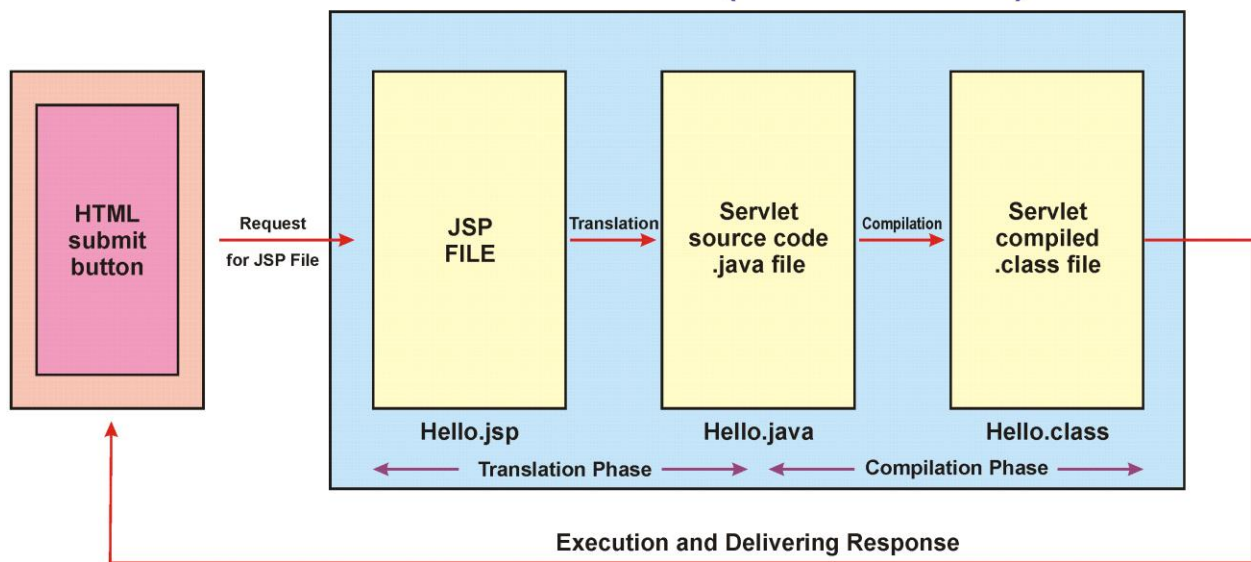 HTML
submit
button
Request
for JSP File
JSP
FILE
Translation
Servlet
source code
.java file
Compilation
Servlet
compiled
.class file
Hello.jsp
Hello.java
Hello.class
Translation Phase
Compilation Phase
Execution and Delivering Response